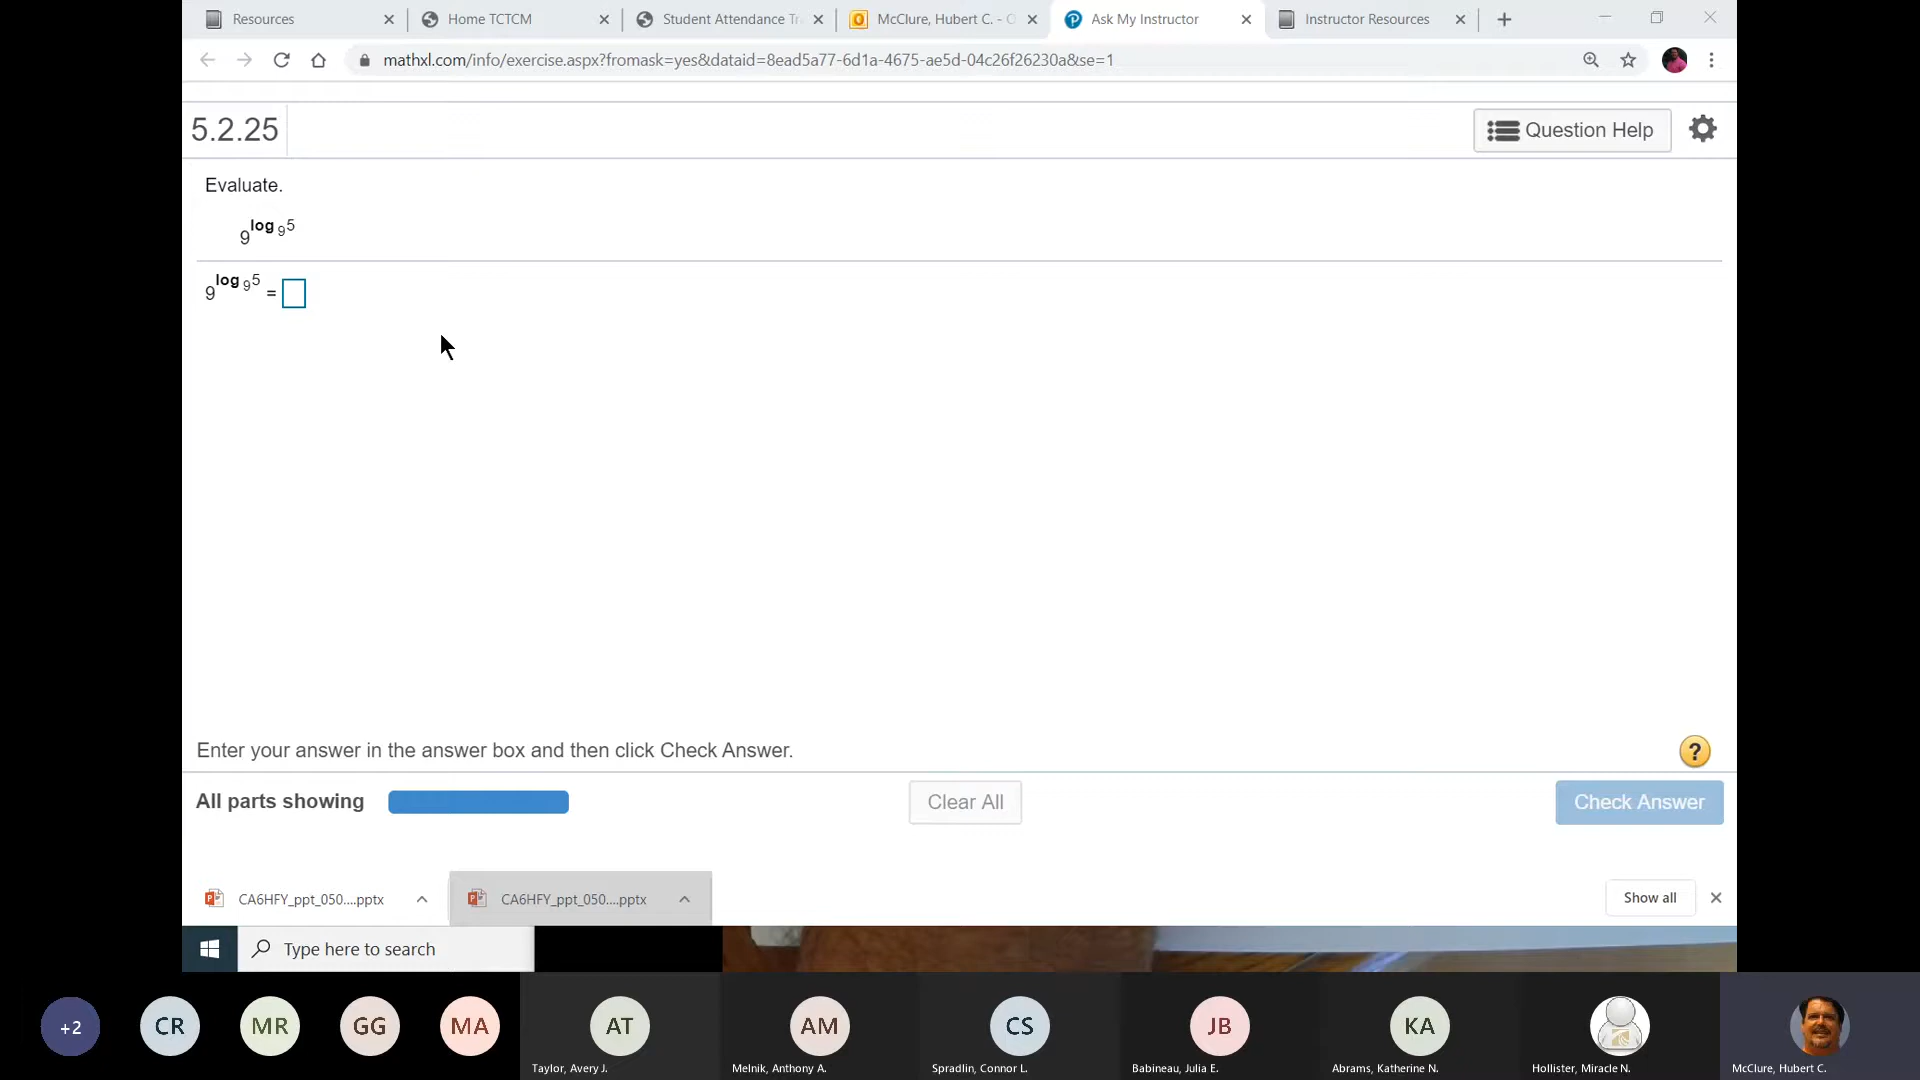 Resources
Home TCTCM
Student Attendance Tr
McClure, Hubert C. - O
Ask My Instructor
Instructor Resources
mathxl.com/info/exercise.aspx?fromask=yes&dataid=8ead5a77-6d1a-4675-ae5d-04c26f26230a&se=1
5.2.25
Question Help
Evaluate.
9^log₉5
9^log₉5 =
Enter your answer in the answer box and then click Check Answer.
?
All parts showing
Clear All
Check Answer
CA6HFY_ppt_050....pptx
CA6HFY_ppt_050....pptx
Show all
Type here to search
+2
CR
MR
GG
MA
AT
AM
CS
JB
KA
Taylor, Avery J.
Melnik, Anthony A.
Spradlin, Connor L.
Babineau, Julia E.
Abrams, Katherine N.
Hollister, Miracle N.
McClure, Hubert C.